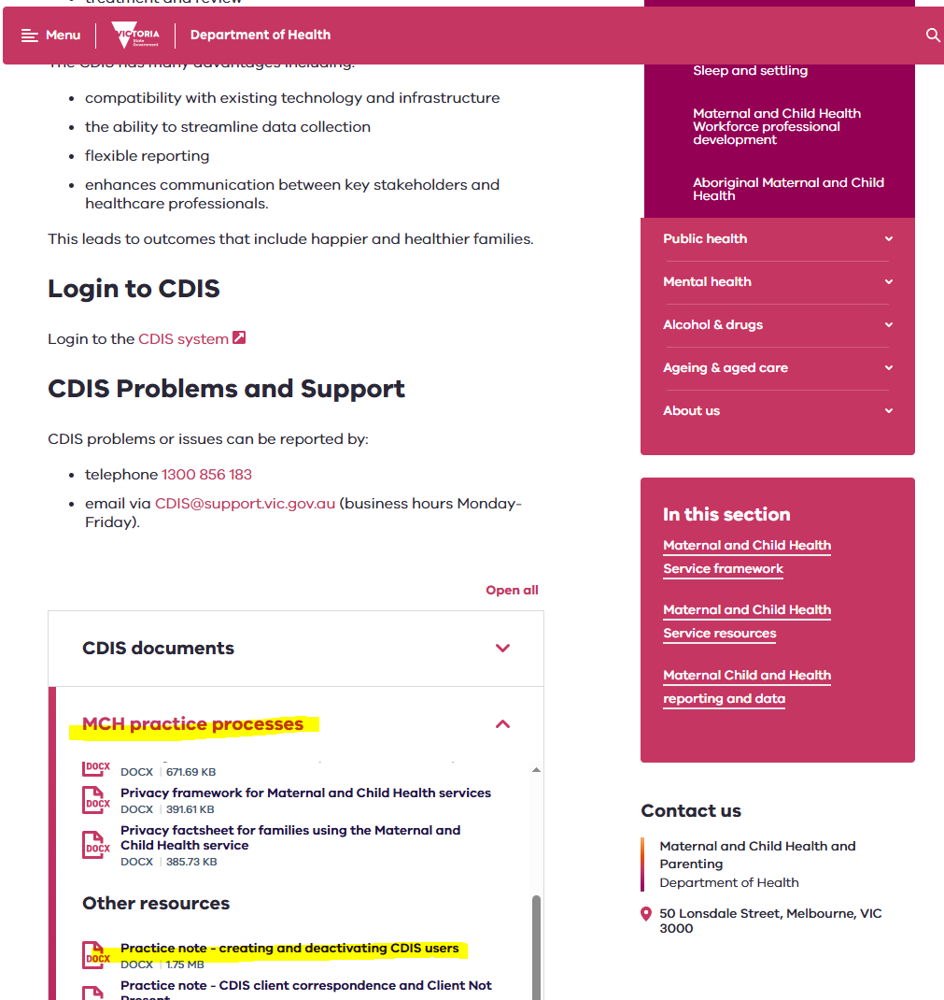 treatment and review
Menu
VICTORIA
State
Government
Department of Health
The CDIS has many advantages including:
compatibility with existing technology and infrastructure
the ability to streamline data collection
flexible reporting
enhances communication between key stakeholders and
healthcare professionals.
This leads to outcomes that include happier and healthier families.
Login to CDIS
Login to the CDIS system
CDIS Problems and Support
CDIS problems or issues can be reported by:
telephone 1300 856 183
email via CDIS@support.vic.gov.au (business hours Monday-
Friday).
Open all
CDIS documents
MCH practice processes
DOCX
DOCX 671.69 KB
DOCX
Privacy framework for Maternal and Child Health services
DOCX 391.61 KB
DOCX
Privacy factsheet for families using the Maternal and
Child Health service
DOCX 385.73 KB
Other resources
DOCX
Practice note - creating and deactivating CDIS users
DOCX 1.75 MB
Practice note - CDIS client correspondence and Client Not
Present
Sleep and settling
Maternal and Child Health
Workforce professional
development
Aboriginal Maternal and Child
Health
Public health
Mental health
Alcohol & drugs
Ageing & aged care
About us
In this section
Maternal and Child Health
Service framework
Maternal and Child Health
Service resources
Maternal Child and Health
reporting and data
Contact us
Maternal and Child Health and
Parenting
Department of Health
50 Lonsdale Street, Melbourne, VIC
3000